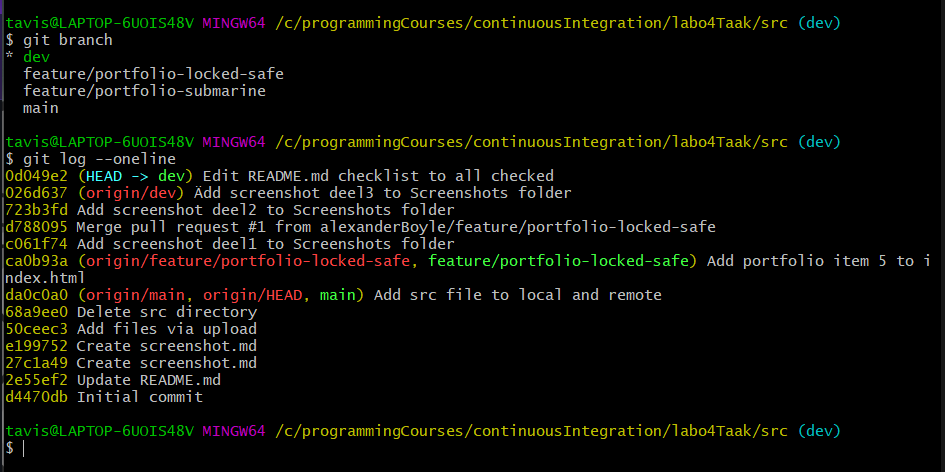 tavis@LAPTOP-6UOIS48V MINGW64 /c/programmingCourses/continuousIntegration/labo4Taak/src (dev)
$ git branch
* dev
  feature/portfolio-locked-safe
  feature/portfolio-submarine
  main

tavis@LAPTOP-6UOIS48V MINGW64 /c/programmingCourses/continuousIntegration/labo4Taak/src (dev)
$ git log --oneline
0d049e2 (HEAD -> dev) Edit README.md checklist to all checked
026d637 (origin/dev) Ädd screenshot deel3 to Screenshots folder
723b3fd Add screenshot deel2 to Screenshots folder
d788095 Merge pull request #1 from alexanderBoyle/feature/portfolio-locked-safe
c061f74 Add screenshot deel1 to Screenshots folder
ca0b93a (origin/feature/portfolio-locked-safe, feature/portfolio-locked-safe) Add portfolio item 5 to i
ndex.html
da0c0a0 (origin/main, origin/HEAD, main) Add src file to local and remote
68a9ee0 Delete src directory
50ceec3 Add files via upload
e199752 Create screenshot.md
27c1a49 Create screenshot.md
2e55ef2 Update README.md
d4470db Initial commit

tavis@LAPTOP-6UOIS48V MINGW64 /c/programmingCourses/continuousIntegration/labo4Taak/src (dev)
$